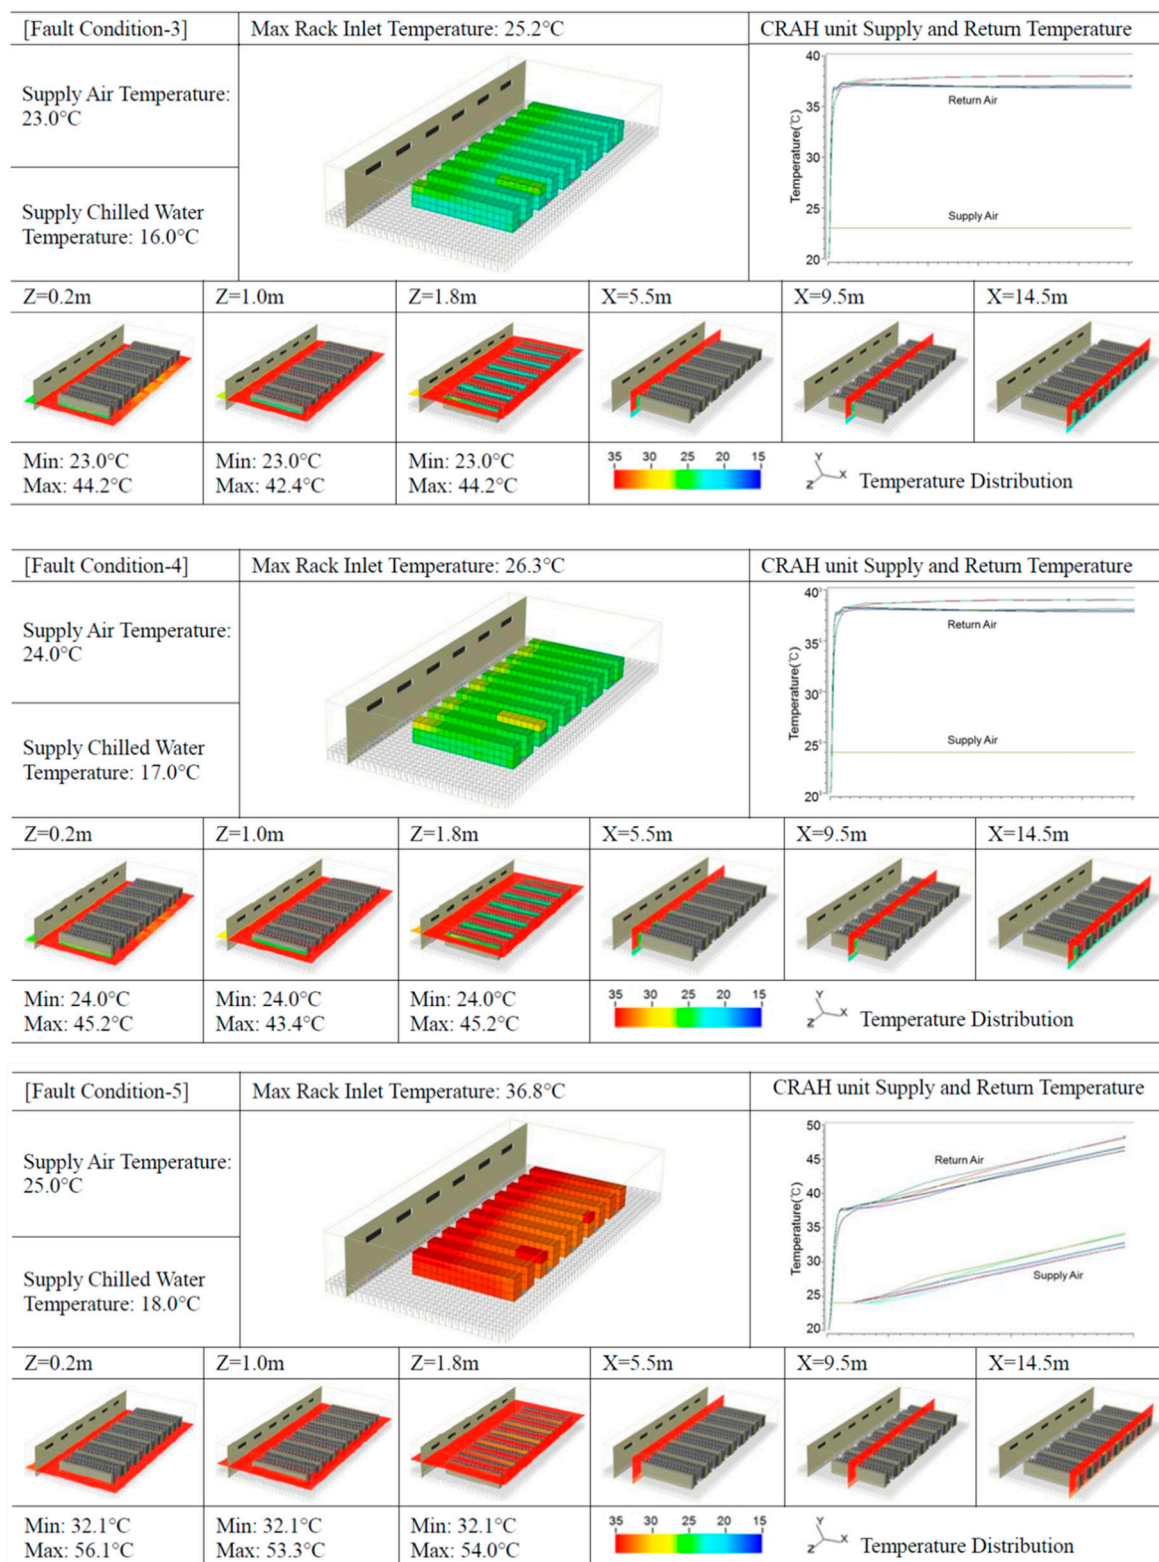 [Fault Condition-3]
Max Rack Inlet Temperature: 25.2°C
CRAH unit Supply and Return Temperature
Supply Air Temperature:
23.0°C
Supply Chilled Water
Temperature: 16.0°C
40
35
30
25
20
Temperature(℃)
Return Air
Supply Air
Z=0.2m
Z=1.0m
Z=1.8m
X=5.5m
X=9.5m
X=14.5m
Min: 23.0°C
Max: 44.2°C
Min: 23.0°C
Max: 42.4°C
Min: 23.0°C
Max: 44.2°C
35 30 25 20 15
Y
Z X
Temperature Distribution
[Fault Condition-4]
Max Rack Inlet Temperature: 26.3°C
CRAH unit Supply and Return Temperature
Supply Air Temperature:
24.0°C
Supply Chilled Water
Temperature: 17.0°C
40
35
30
25
20
Temperature(℃)
Return Air
Supply Air
Z=0.2m
Z=1.0m
Z=1.8m
X=5.5m
X=9.5m
X=14.5m
Min: 24.0°C
Max: 45.2°C
Min: 24.0°C
Max: 43.4°C
Min: 24.0°C
Max: 45.2°C
35 30 25 20 15
Y
Z X
Temperature Distribution
[Fault Condition-5]
Max Rack Inlet Temperature: 36.8°C
CRAH unit Supply and Return Temperature
Supply Air Temperature:
25.0°C
Supply Chilled Water
Temperature: 18.0°C
50
45
40
35
30
25
20
Temperature(℃)
Return Air
Supply Air
Z=0.2m
Z=1.0m
Z=1.8m
X=5.5m
X=9.5m
X=14.5m
Min: 32.1°C
Max: 56.1°C
Min: 32.1°C
Max: 53.3°C
Min: 32.1°C
Max: 54.0°C
35 30 25 20 15
Y
Z X
Temperature Distribution